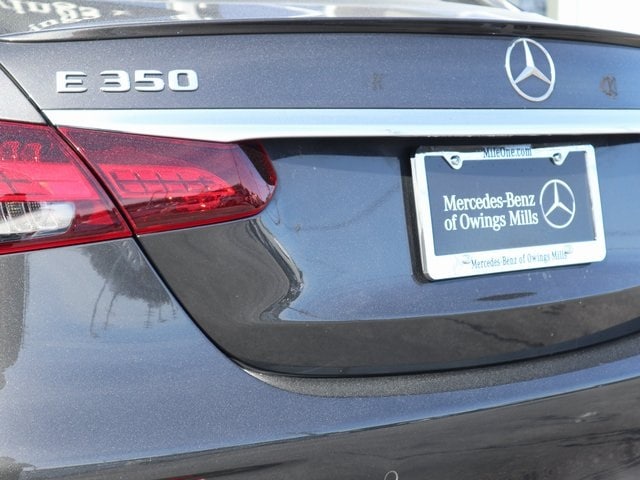 E 350
MileOne.com
Mercedes-Benz
of Owings Mills
Mercedes-Benz of Owings Mills